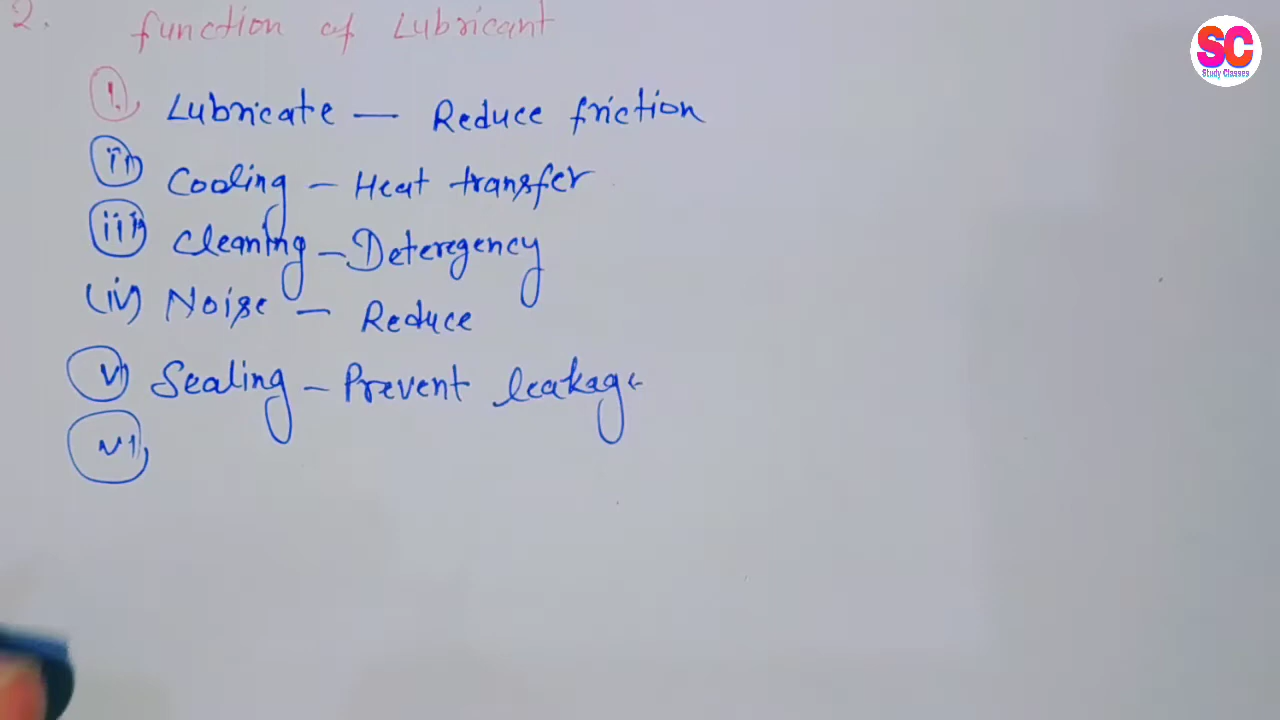 2. function of Lubricant
i. Lubricate — Reduce friction
ii) Cooling – Heat transfer
iii) Cleaning – Deteregency
(iv) Noise – Reduce
v) Sealing – Prevent leakage
vi)
SC
Study Classes